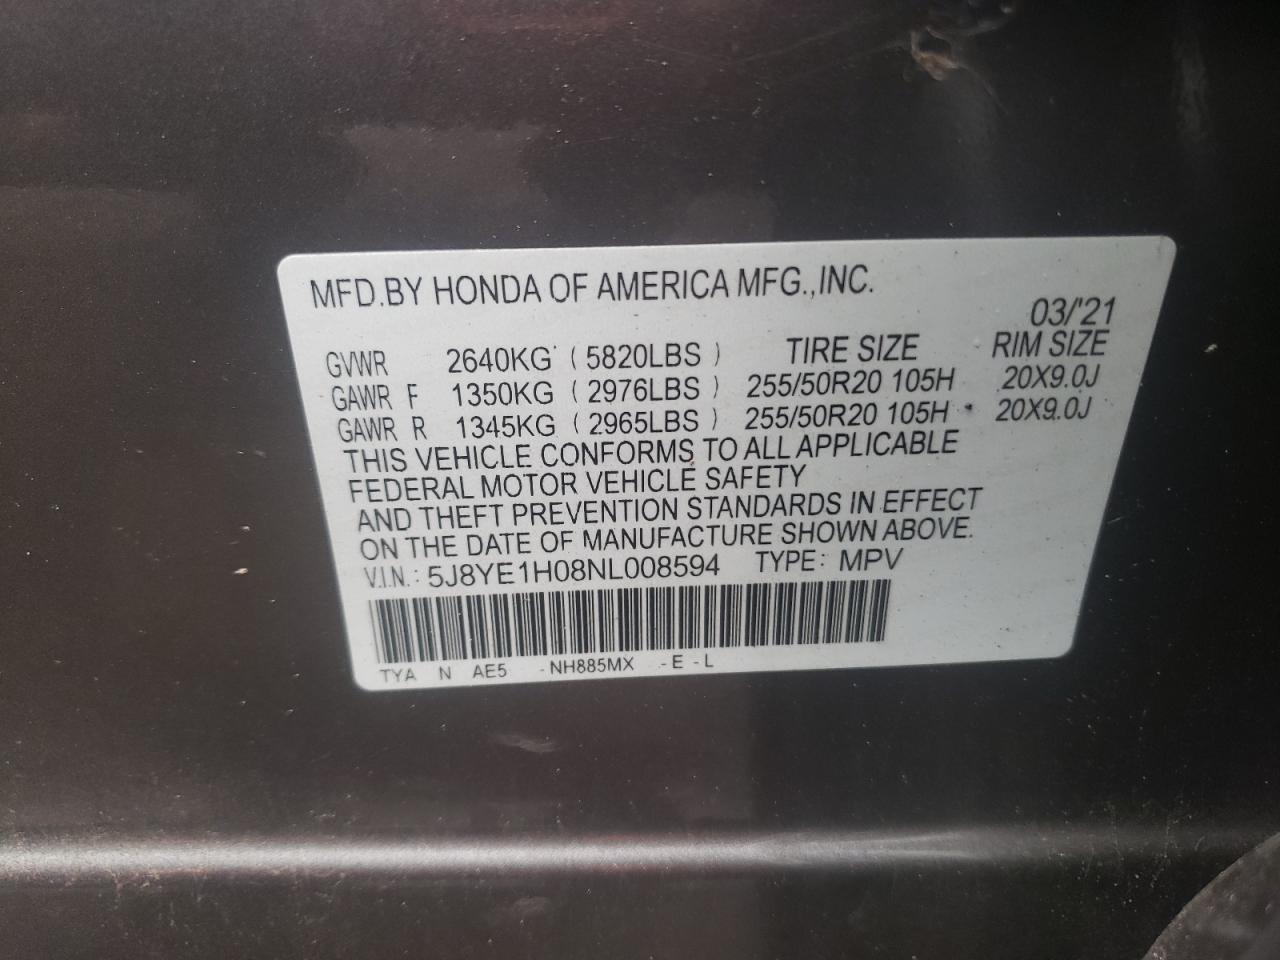 MFD.BY HONDA OF AMERICA MFG.,INC.
03/'21
GVWR 2640KG ( 5820LBS ) TIRE SIZE RIM SIZE
GAWR F 1350KG ( 2976LBS ) 255/50R20 105H 20X9.0J
GAWR R 1345KG ( 2965LBS ) 255/50R20 105H 20X9.0J
THIS VEHICLE CONFORMS TO ALL APPLICABLE
FEDERAL MOTOR VEHICLE SAFETY
AND THEFT PREVENTION STANDARDS IN EFFECT
ON THE DATE OF MANUFACTURE SHOWN ABOVE.
V.I.N.: 5J8YE1H08NL008594 TYPE: MPV
TYA N AE5 -NH885MX -E -L